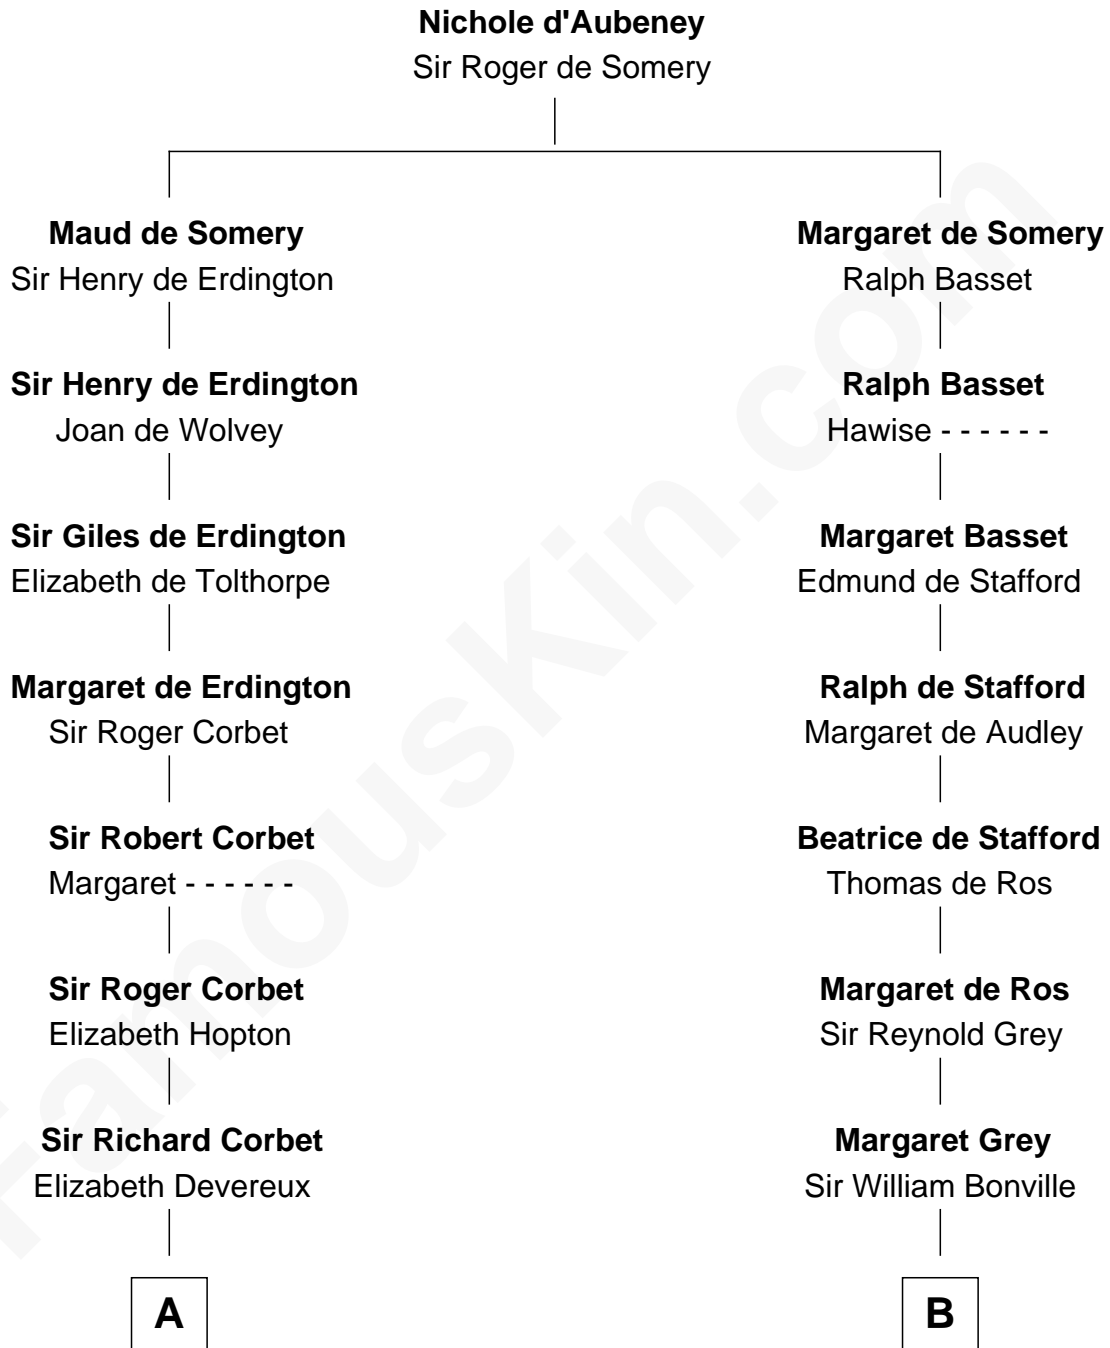 Nichole d'Aubeney
Sir Roger de Somery
Maud de Somery
Sir Henry de Erdington
Margaret de Somery
Ralph Basset
Sir Henry de Erdington
Joan de Wolvey
Ralph Basset
Hawise - - - - - -
Sir Giles de Erdington
Elizabeth de Tolthorpe
Margaret Basset
Edmund de Stafford
Margaret de Erdington
Sir Roger Corbet
Ralph de Stafford
Margaret de Audley
Sir Robert Corbet
Margaret - - - - - -
Beatrice de Stafford
Thomas de Ros
Sir Roger Corbet
Elizabeth Hopton
Margaret de Ros
Sir Reynold Grey
Sir Richard Corbet
Elizabeth Devereux
Margaret Grey
Sir William Bonville
A
B
FamousKin.com